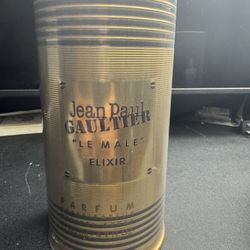 Jean Paul
GAULTIER
"LE MALE"
ELIXIR
PARFUM